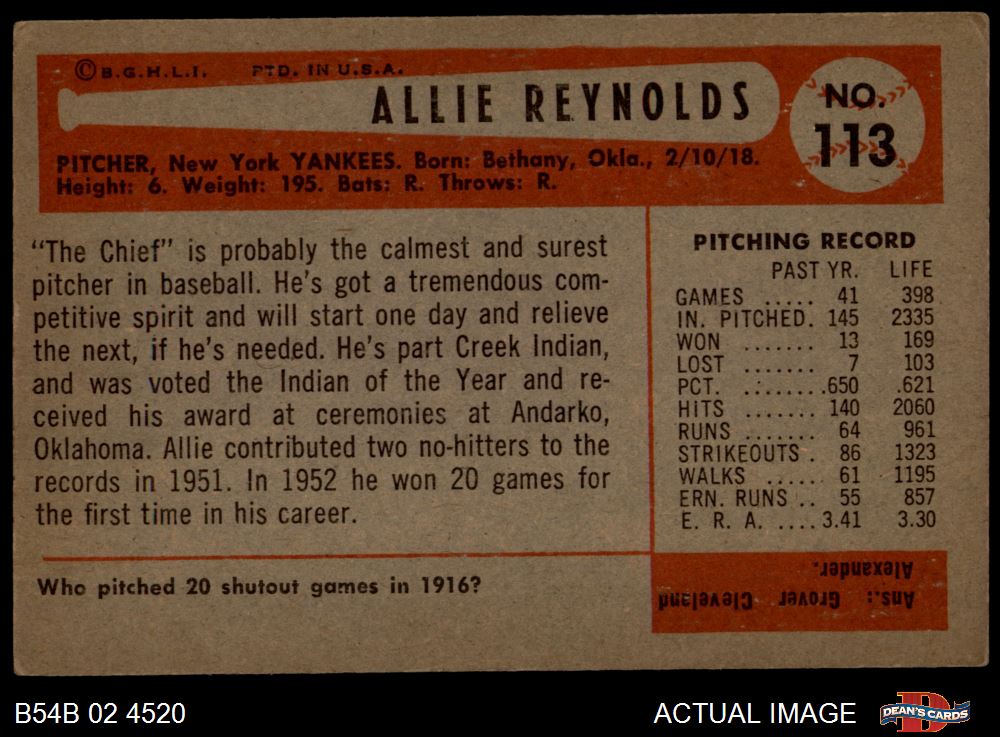 © B.G.H.L.I. PTD. IN U.S.A.
ALLIE REYNOLDS
NO.
113
PITCHER, New York YANKEES. Born: Bethany, Okla., 2/10/18.
Height: 6. Weight: 195. Bats: R. Throws: R.
"The Chief" is probably the calmest and surest
pitcher in baseball. He's got a tremendous com-
petitive spirit and will start one day and relieve
the next, if he's needed. He's part Creek Indian,
and was voted the Indian of the Year and re-
ceived his award at ceremonies at Andarko,
Oklahoma. Allie contributed two no-hitters to the
records in 1951. In 1952 he won 20 games for
the first time in his career.
Who pitched 20 shutout games in 1916?
PITCHING RECORD
PAST YR. LIFE
GAMES ..... 41 398
IN. PITCHED. 145 2335
WON ....... 13 169
LOST ....... 7 103
PCT. ........650 .621
HITS ....... 140 2060
RUNS ....... 64 961
STRIKEOUTS . 86 1323
WALKS ..... 61 1195
ERN. RUNS .. 55 857
E. R. A. ....3.41 3.30
Ans.: Grover Cleveland
Alexander.
B54B 02 4520
ACTUAL IMAGE
DEAN'S CARDS